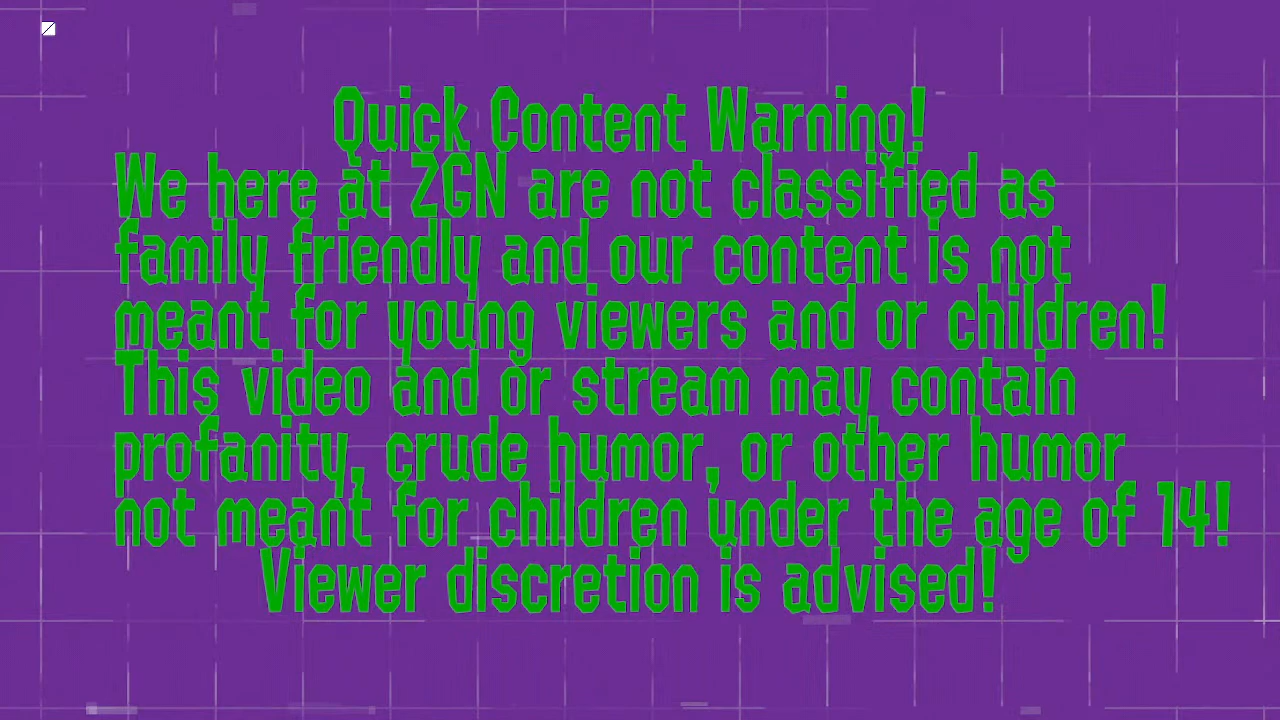 Quick Content Warning!
We here at ZGN are not classified as
family friendly and our content is not
meant for young viewers and or children!
This video and or stream may contain
profanity, crude humor, or other humor
not meant for children under the age of 14!
Viewer discretion is advised!